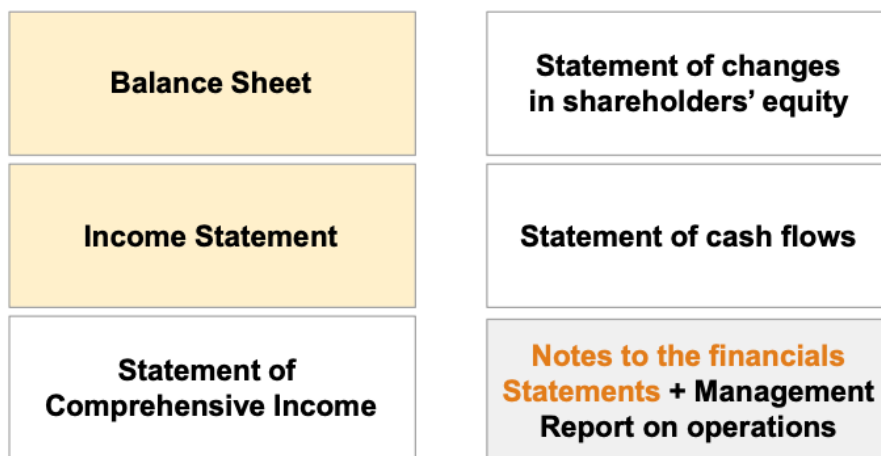 Balance Sheet
Statement of changes
in shareholders’ equity
Income Statement
Statement of cash flows
Statement of
Comprehensive Income
Notes to the financials
Statements + Management
Report on operations